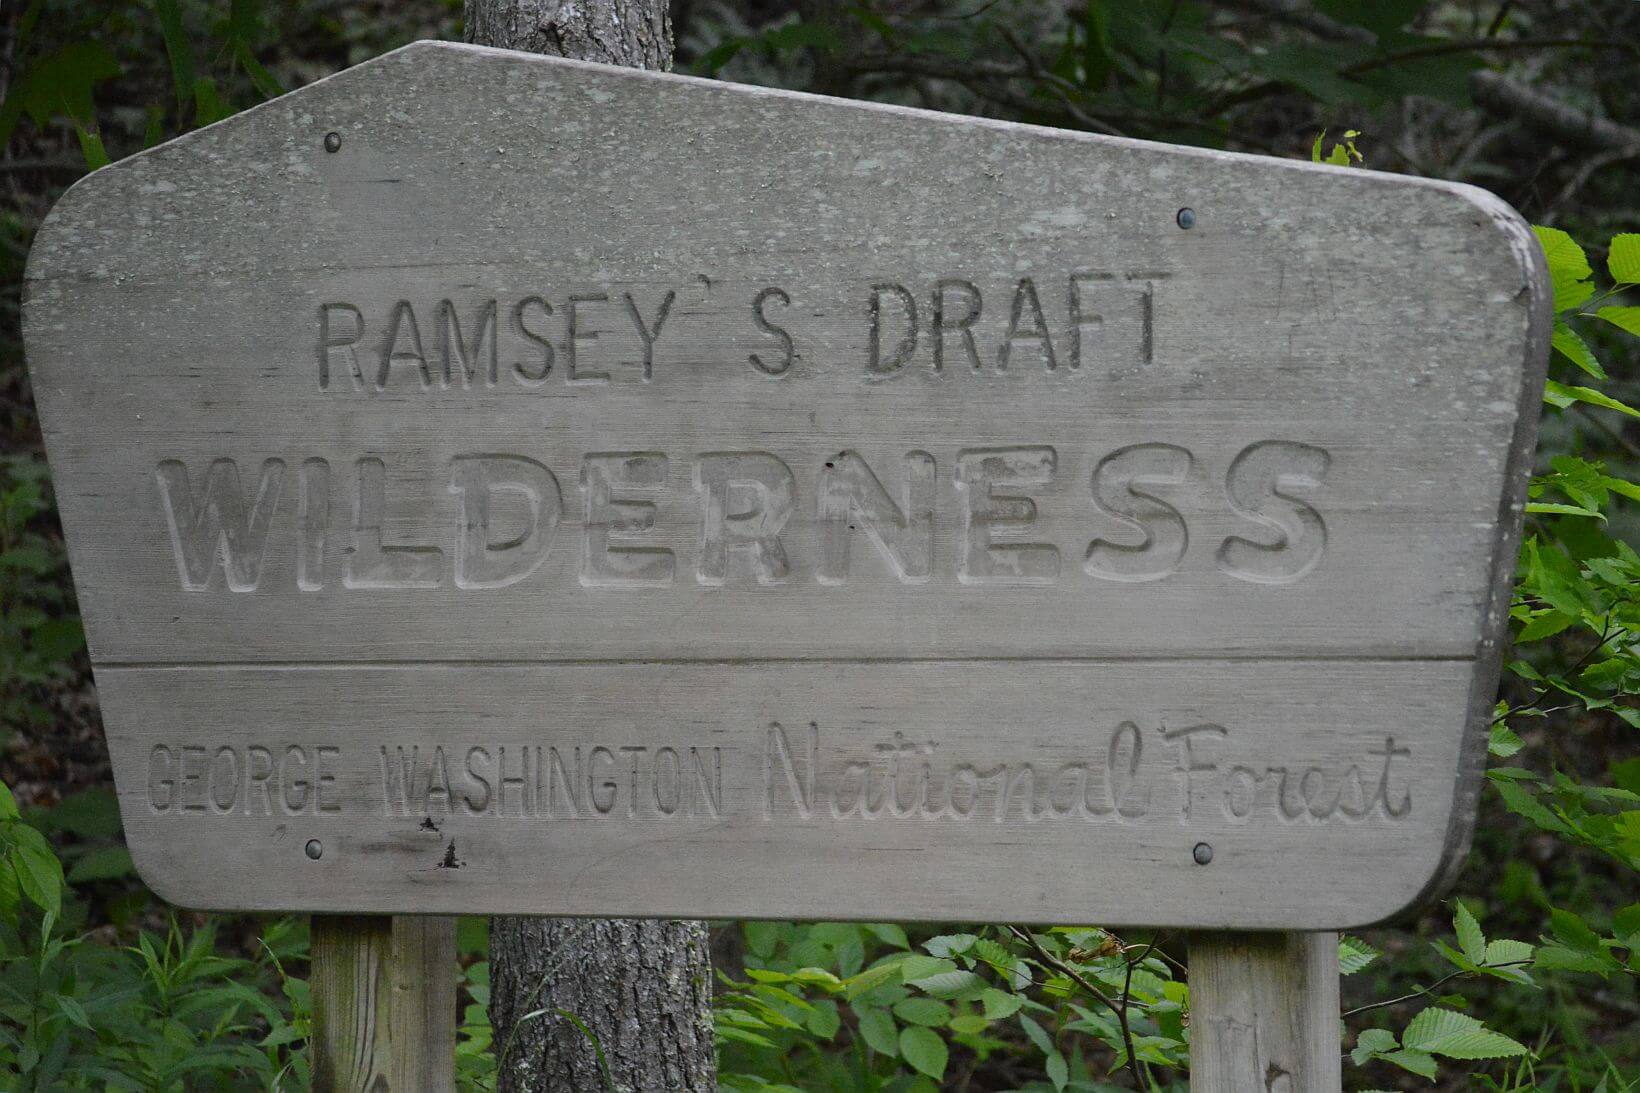 RAMSEY'S DRAFT
WILDERNESS
GEORGE WASHINGTON National Forest